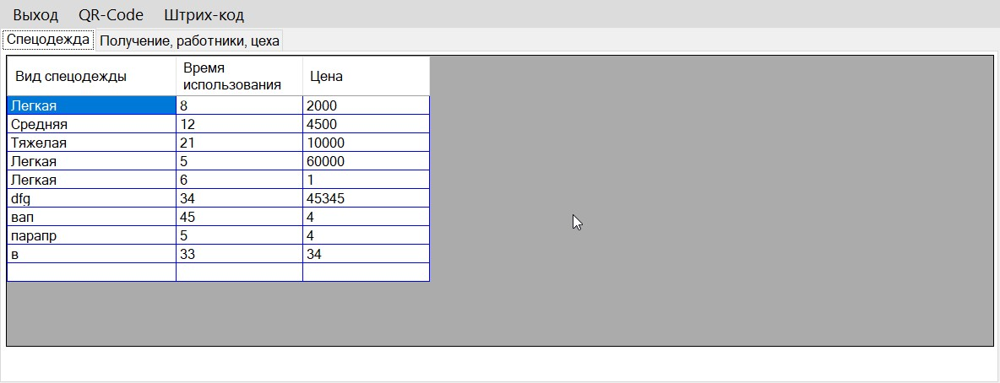 Выход QR-Code Штрих-код
Спецодежда Получение, работники, цеха
Вид спецодежды Время использования Цена
Легкая 8 2000
Средняя 12 4500
Тяжелая 21 10000
Легкая 5 60000
Легкая 6 1
dfg 34 45345
вап 45 4
парапр 5 4
в 33 34